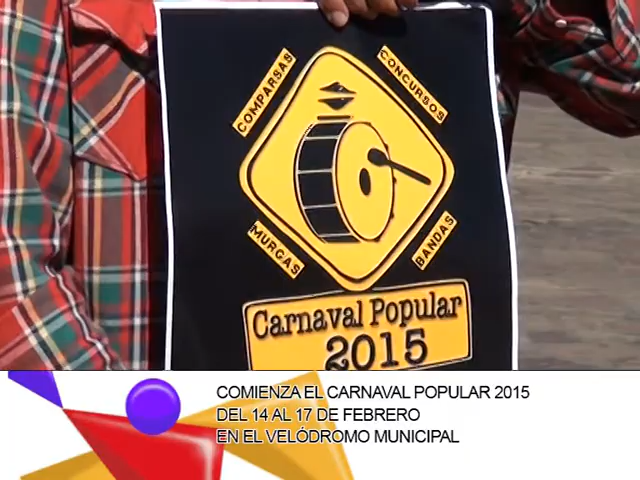 COMPARSAS
CONCURSOS
MURGAS
BANDAS
Carnaval Popular
2015
COMIENZA EL CARNAVAL POPULAR 2015
DEL 14 AL 17 DE FEBRERO
EN EL VELÓDROMO MUNICIPAL